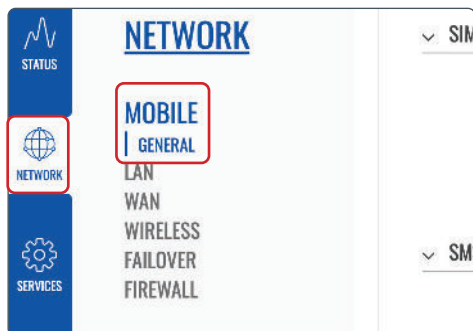 STATUS
NETWORK
SERVICES
NETWORK
MOBILE
GENERAL
LAN
WAN
WIRELESS
FAILOVER
FIREWALL